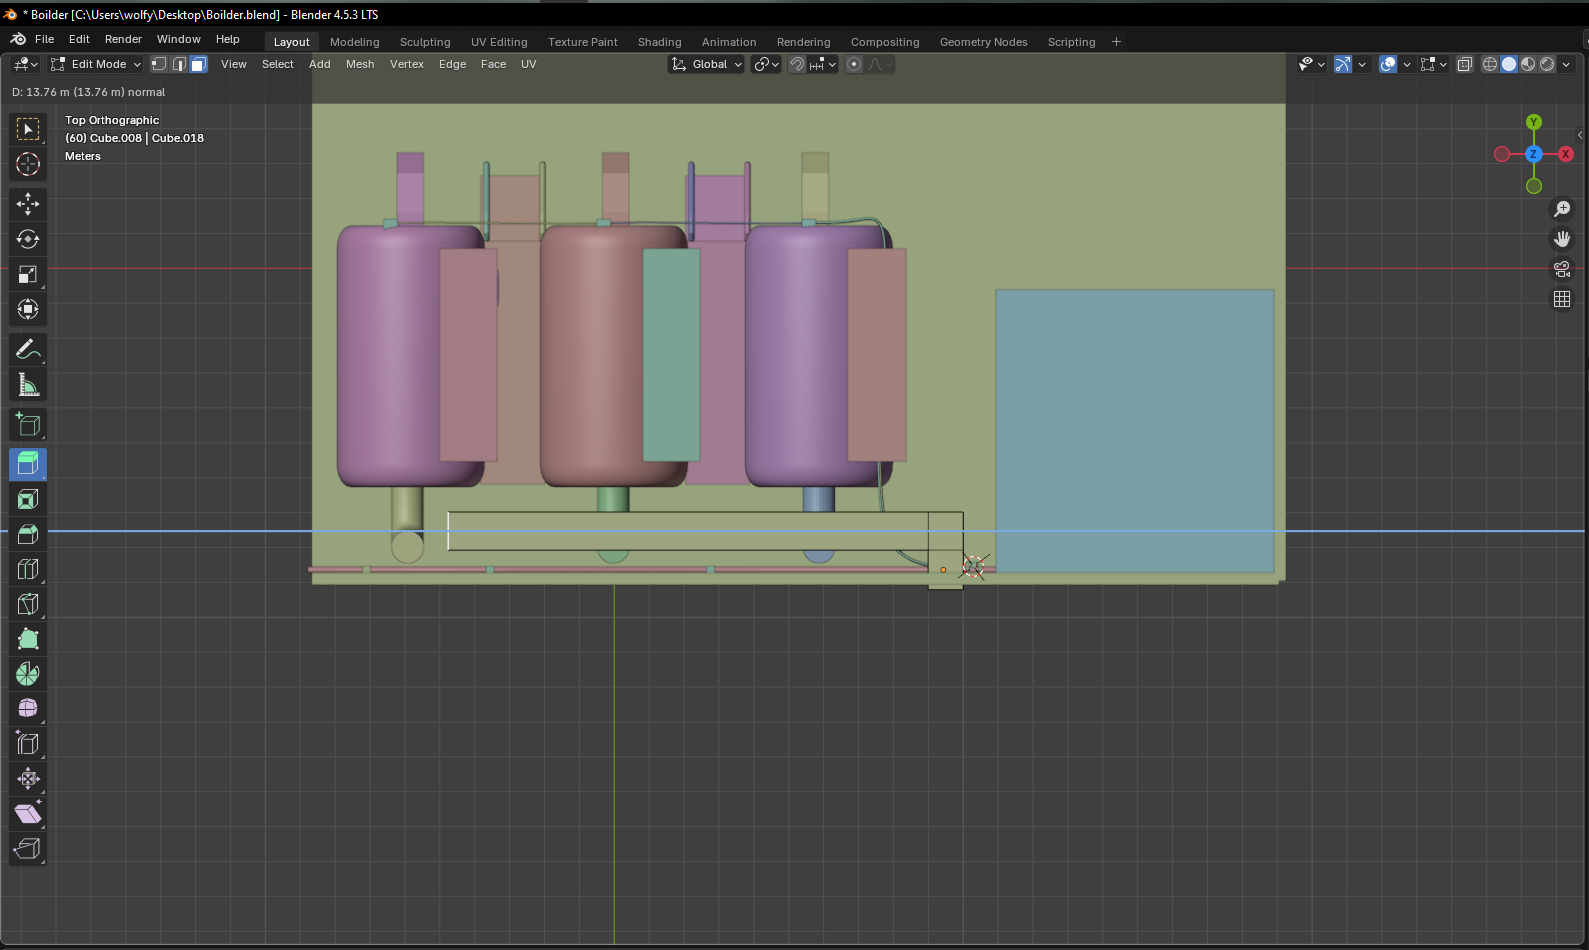 * Boilder [C:\Users\wolfy\Desktop\Boilder.blend] - Blender 4.5.3 LTS
File Edit Render Window Help Layout Modeling Sculpting UV Editing Texture Paint Shading Animation Rendering Compositing Geometry Nodes Scripting +
Edit Mode View Select Add Mesh Vertex Edge Face UV Global
D: 13.76 m (13.76 m) normal
Top Orthographic
(60) Cube.008 | Cube.018
Meters
Y
Z X